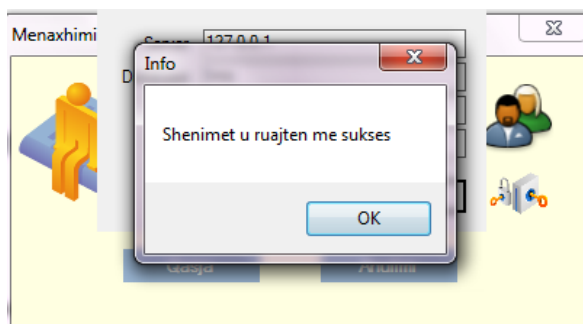 Menaxhimi
Server 127.0.0.1
Info
Shenimet u ruajten me sukses
OK
Qasja Anulimi